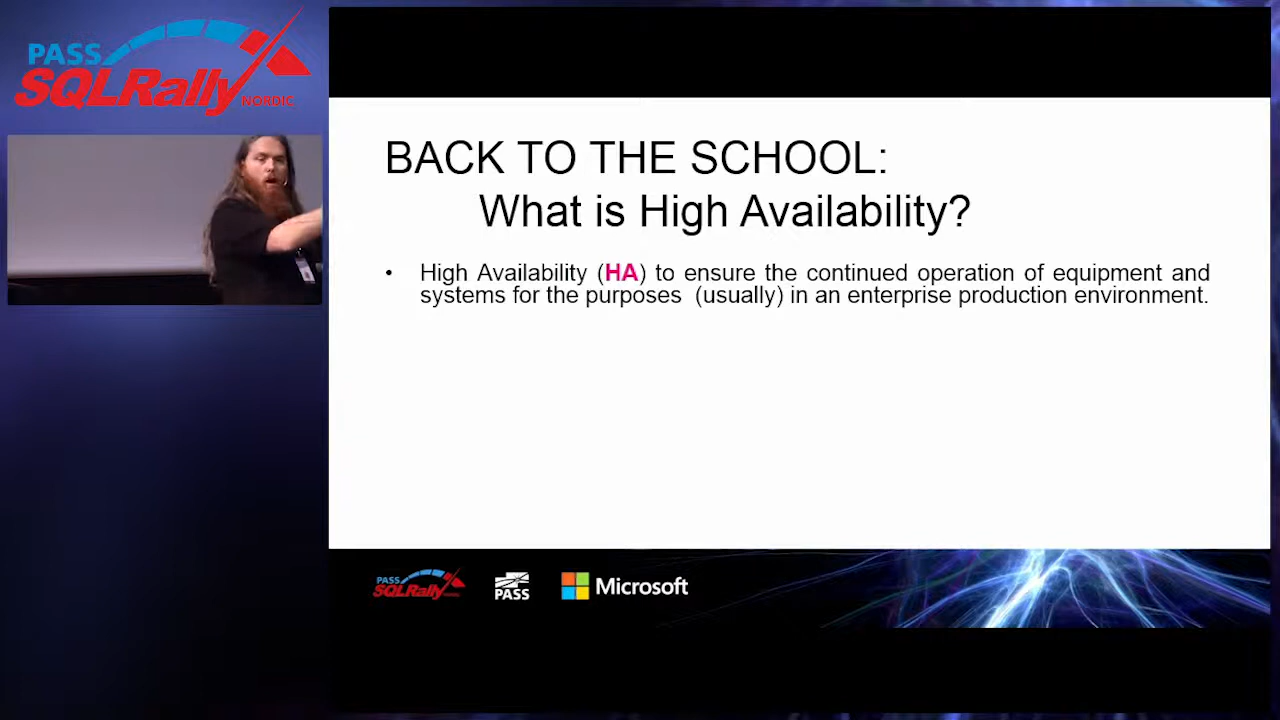 PASS
SQLRally
NORDIC
BACK TO THE SCHOOL:
What is High Availability?
• High Availability (HA) to ensure the continued operation of equipment and
systems for the purposes (usually) in an enterprise production environment.
PASS
SQLRally
PASS
Microsoft